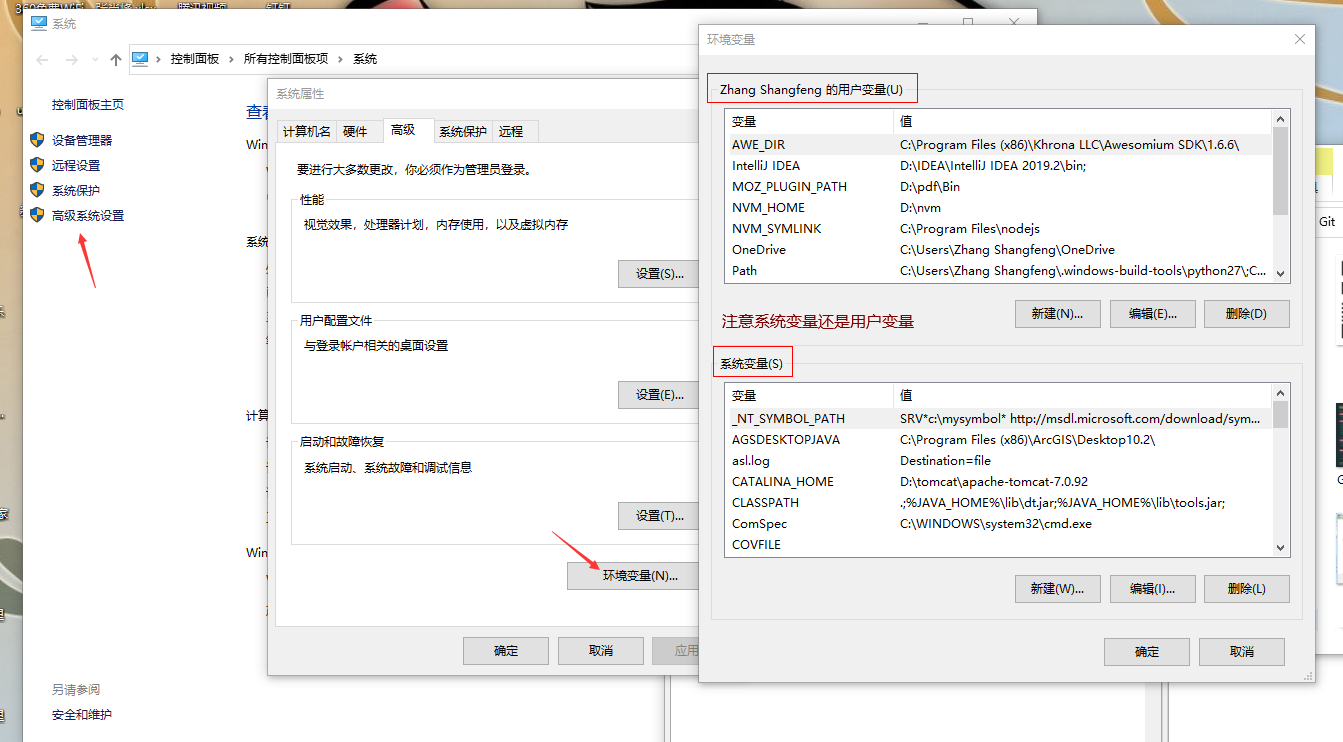 系统
控制面板 › 所有控制面板项 › 系统
控制面板主页
设备管理器
远程设置
系统保护
高级系统设置
另请参阅
安全和维护
系统属性
计算机名 硬件 高级 系统保护 远程
要进行大多数更改，你必须作为管理员登录。
性能
视觉效果，处理器计划，内存使用，以及虚拟内存
设置(S)...
用户配置文件
与登录帐户相关的桌面设置
设置(E)...
启动和故障恢复
系统启动、系统故障和调试信息
设置(T)...
环境变量(N)...
确定 取消 应用
环境变量
Zhang Shangfeng 的用户变量(U)
变量 值
AWE_DIR C:\Program Files (x86)\Khrona LLC\Awesomium SDK\1.6.6\
IntelliJ IDEA D:\IDEA\IntelliJ IDEA 2019.2\bin;
MOZ_PLUGIN_PATH D:\pdf\Bin
NVM_HOME D:\nvm
NVM_SYMLINK C:\Program Files\nodejs
OneDrive C:\Users\Zhang Shangfeng\OneDrive
Path C:\Users\Zhang Shangfeng\.windows-build-tools\python27\;C...
新建(N)... 编辑(E)... 删除(D)
注意系统变量还是用户变量
系统变量(S)
变量 值
_NT_SYMBOL_PATH SRV*c:\mysymbol* http://msdl.microsoft.com/download/sym...
AGSDESKTOPJAVA C:\Program Files (x86)\ArcGIS\Desktop10.2\
asl.log Destination=file
CATALINA_HOME D:\tomcat\apache-tomcat-7.0.92
CLASSPATH .;%JAVA_HOME%\lib\dt.jar;%JAVA_HOME%\lib\tools.jar;
ComSpec C:\WINDOWS\system32\cmd.exe
COVFILE
新建(W)... 编辑(I)... 删除(L)
确定 取消
Git